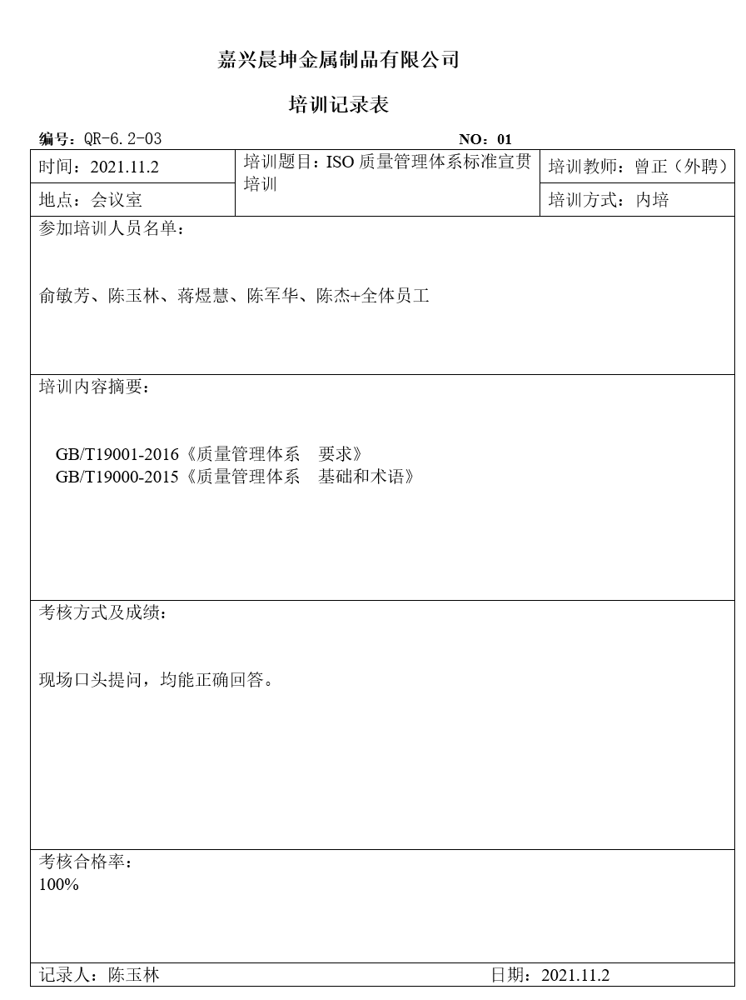 嘉兴晨坤金属制品有限公司
培训记录表
编号：QR-6.2-03 NO：01
时间：2021.11.2
培训题目：ISO 质量管理体系标准宣贯
培训
培训教师：曾正（外聘）
地点：会议室
培训方式：内培
参加培训人员名单：
俞敏芳、陈玉林、蒋煜慧、陈军华、陈杰+全体员工
培训内容摘要：
GB/T19001-2016《质量管理体系　要求》
GB/T19000-2015《质量管理体系　基础和术语》
考核方式及成绩：
现场口头提问，均能正确回答。
考核合格率：
100%
记录人：陈玉林 日期：2021.11.2